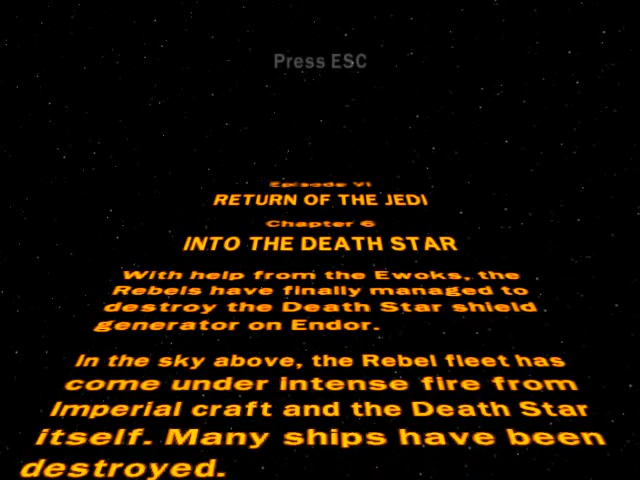 Press ESC
Episode VI
RETURN OF THE JEDI
Chapter 6
INTO THE DEATH STAR
With help from the Ewoks, the
Rebels have finally managed to
destroy the Death Star shield
generator on Endor.
In the sky above, the Rebel fleet has
come under intense fire from
Imperial craft and the Death Star
itself. Many ships have been
destroyed.